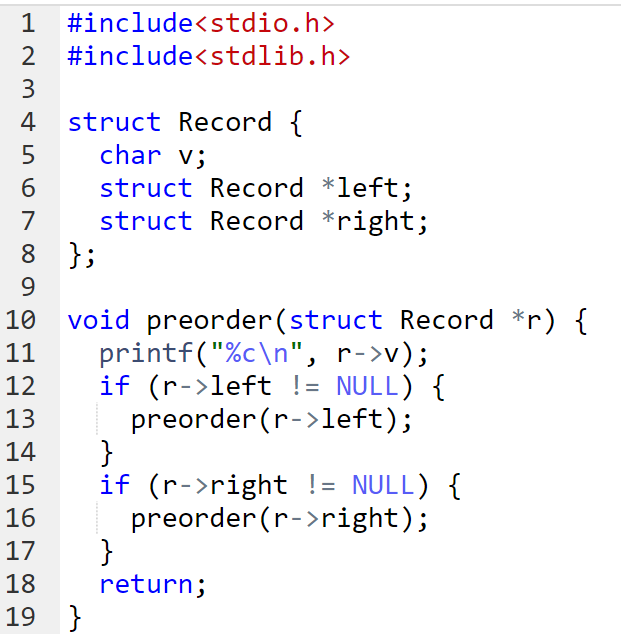 1 #include<stdio.h>
2 #include<stdlib.h>
3
4 struct Record {
5   char v;
6   struct Record *left;
7   struct Record *right;
8 };
9
10 void preorder(struct Record *r) {
11   printf("%c\n", r->v);
12   if (r->left != NULL) {
13     preorder(r->left);
14   }
15   if (r->right != NULL) {
16     preorder(r->right);
17   }
18   return;
19 }